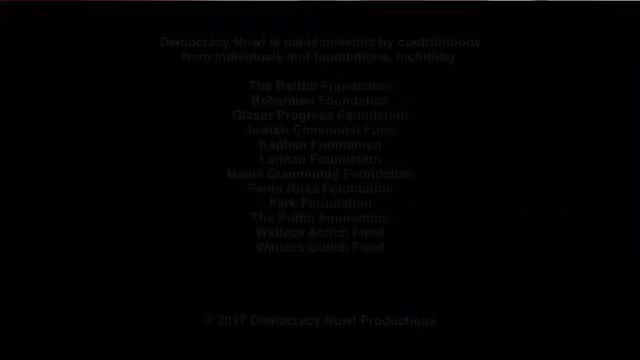 Democracy Now! is made possible by contributions
from individuals and foundations, including
The Bertha Foundation
Bohemian Foundation
Glaser Progress Foundation
Jewish Communal Fund
Kaphan Foundation
Lannan Foundation
Maine Community Foundation
Panta Rhea Foundation
Park Foundation
The Puffin Foundation
Wallace Action Fund
Wallace Global Fund
© 2017 Democracy Now! Productions